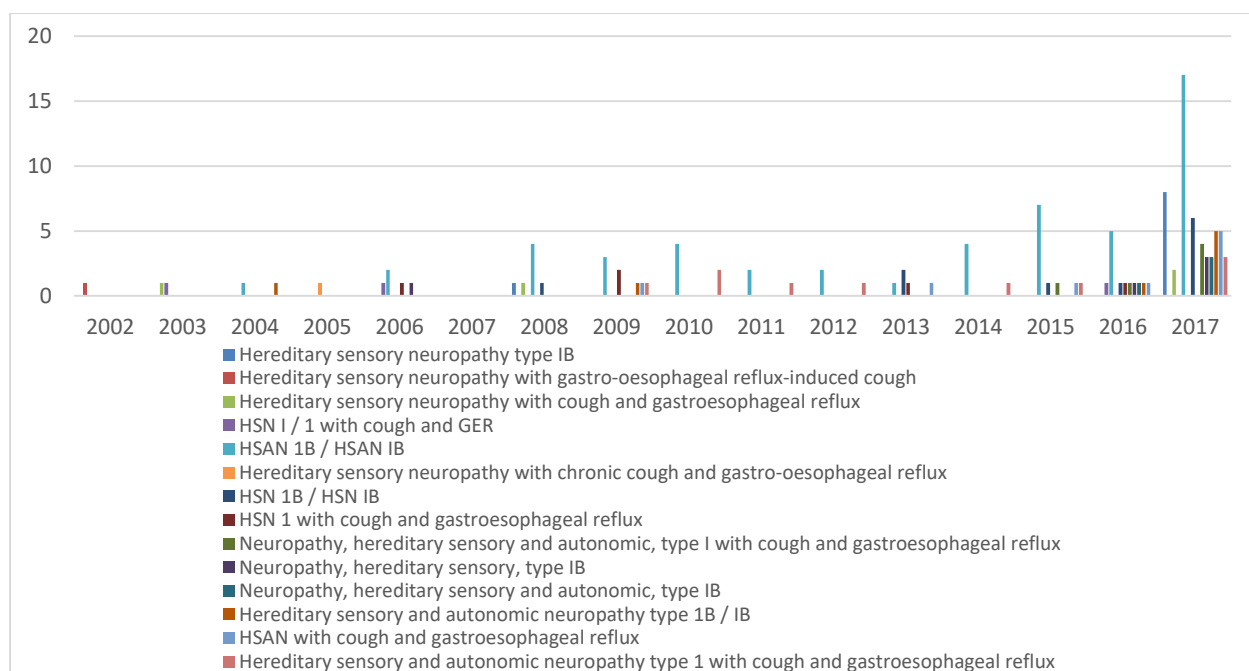 20
15
10
5
0
2002 2003 2004 2005 2006 2007 2008 2009 2010 2011 2012 2013 2014 2015 2016 2017
Hereditary sensory neuropathy type IB
Hereditary sensory neuropathy with gastro-oesophageal reflux-induced cough
Hereditary sensory neuropathy with cough and gastroesophageal reflux
HSN I / 1 with cough and GER
HSAN 1B / HSAN IB
Hereditary sensory neuropathy with chronic cough and gastro-oesophageal reflux
HSN 1B / HSN IB
HSN 1 with cough and gastroesophageal reflux
Neuropathy, hereditary sensory and autonomic, type I with cough and gastroesophageal reflux
Neuropathy, hereditary sensory, type IB
Neuropathy, hereditary sensory and autonomic, type IB
Hereditary sensory and autonomic neuropathy type 1B / IB
HSAN with cough and gastroesophageal reflux
Hereditary sensory and autonomic neuropathy type 1 with cough and gastroesophageal reflux